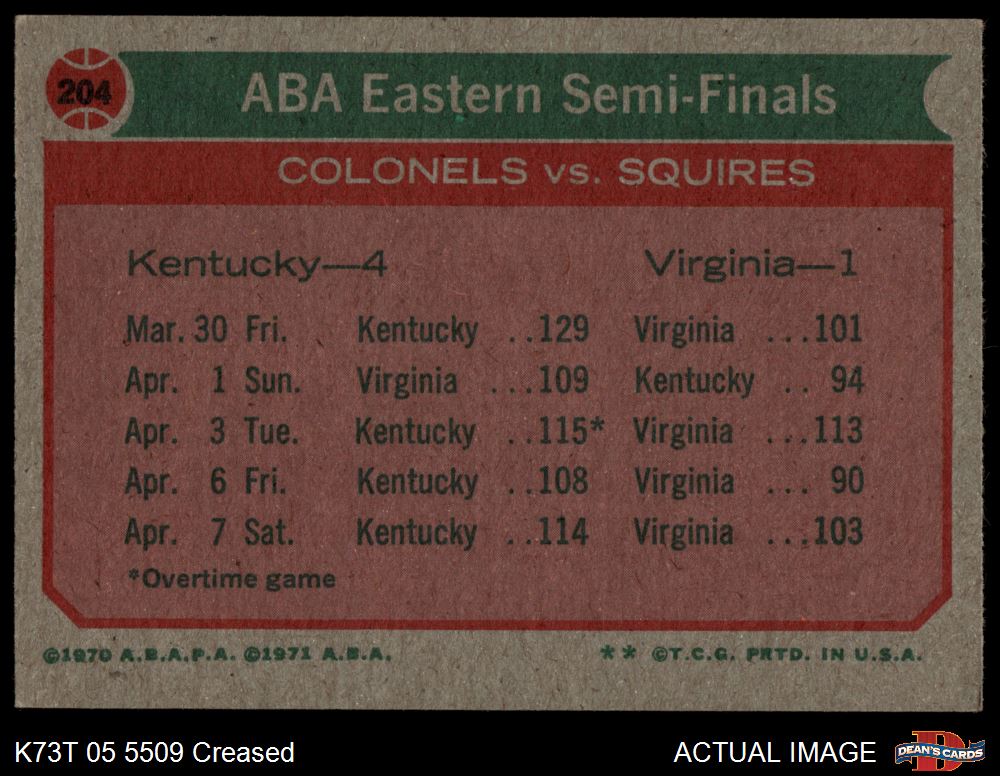 204
ABA Eastern Semi-Finals
COLONELS vs. SQUIRES
Kentucky—4 Virginia—1
Mar. 30 Fri. Kentucky ..129 Virginia ...101
Apr. 1 Sun. Virginia ...109 Kentucky .. 94
Apr. 3 Tue. Kentucky ..115* Virginia ...113
Apr. 6 Fri. Kentucky ..108 Virginia ... 90
Apr. 7 Sat. Kentucky ..114 Virginia ...103
*Overtime game
©1970 A.B.A.P.A. ©1971 A.B.A. ** ©T.C.G. PRTD. IN U.S.A.
K73T 05 5509 Creased ACTUAL IMAGE D DEAN'S CARDS